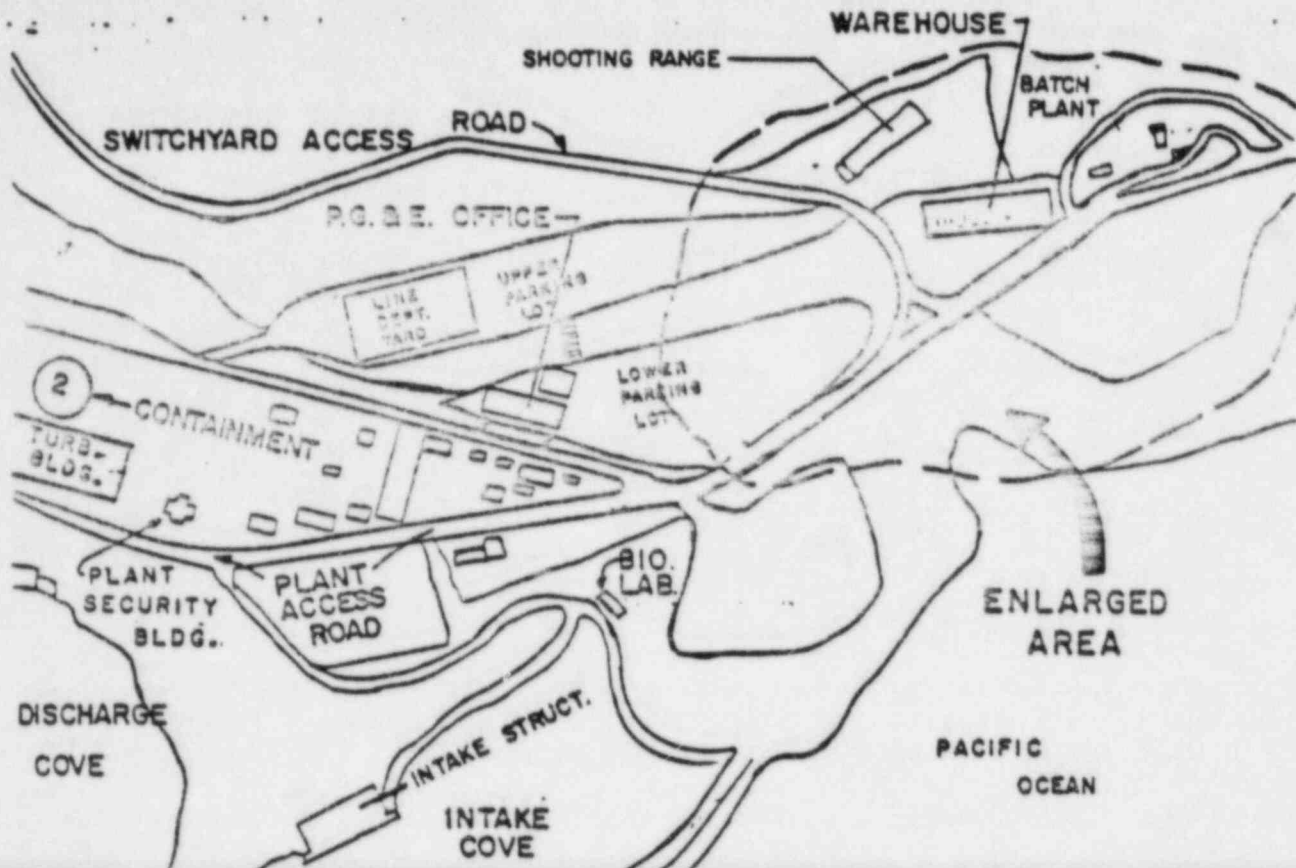 WAREHOUSE
SHOOTING RANGE
BATCH
PLANT
SWITCHYARD ACCESS ROAD
P.G.& E. OFFICE
UPPER
PARKING
LOT
LINE
YARD
LOWER
PARKING
LOT
2
CONTAINMENT
TURB.
BLDG.
PLANT
SECURITY
BLDG.
PLANT
ACCESS
ROAD
BIO.
LAB.
ENLARGED
AREA
DISCHARGE
COVE
INTAKE STRUCT.
INTAKE
COVE
PACIFIC
OCEAN